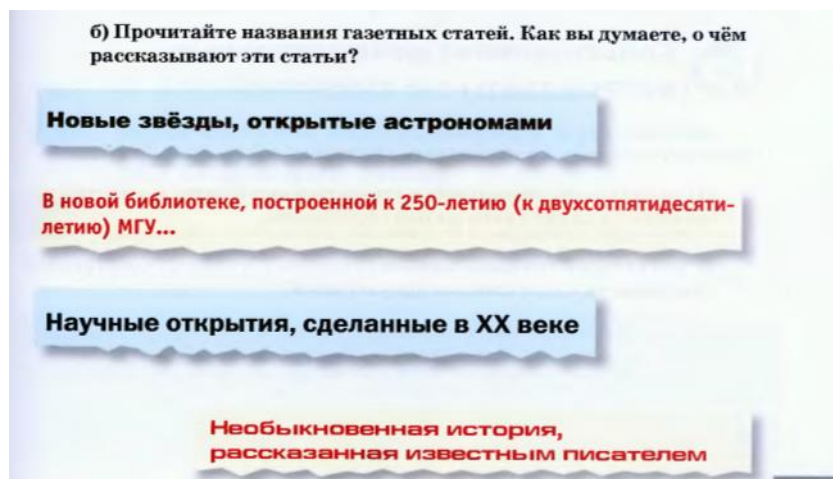 б) Прочитайте названия газетных статей. Как вы думаете, о чём
рассказывают эти статьи?
Новые звёзды, открытые астрономами
В новой библиотеке, построенной к 250-летию (к двухсотпятидесяти-
летию) МГУ...
Научные открытия, сделанные в XX веке
Необыкновенная история,
рассказанная известным писателем